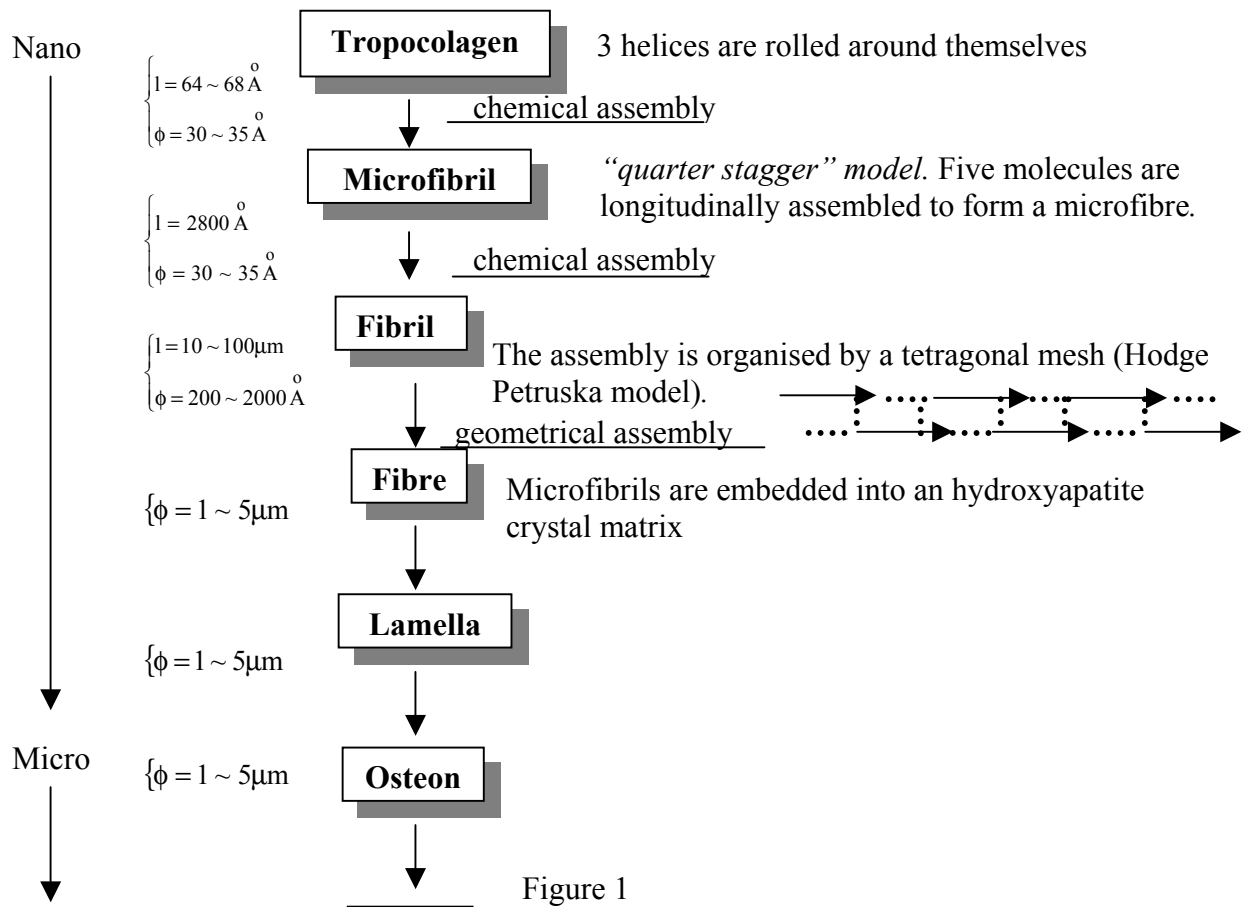 Nano
Tropocolagen
3 helices are rolled around themselves
l = 64 ~ 68 Å
ϕ = 30 ~ 35 Å
chemical assembly
Microfibril
“quarter stagger” model. Five molecules are
longitudinally assembled to form a microfibre.
l = 2800 Å
ϕ = 30 ~ 35 Å
chemical assembly
Fibril
l = 10 ~ 100μm
ϕ = 200 ~ 2000 Å
The assembly is organised by a tetragonal mesh (Hodge
Petruska model).
geometrical assembly
Fibre
Microfibrils are embedded into an hydroxyapatite
crystal matrix
{ϕ = 1 ~ 5μm
Lamella
{ϕ = 1 ~ 5μm
Micro
Osteon
{ϕ = 1 ~ 5μm
Figure 1